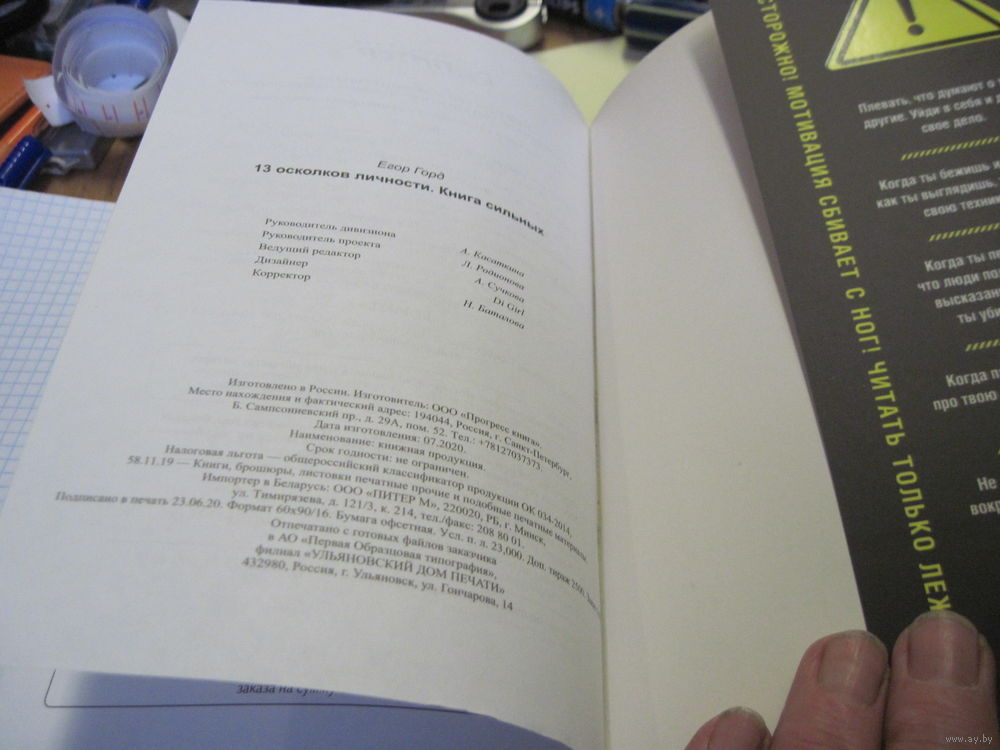 Егор Горд
13 осколков личности. Книга сильных
Руководитель дивизиона А. Касаткина
Руководитель проекта Л. Родионова
Ведущий редактор А. Сучкова
Дизайнер Di Girl
Корректор Н. Баталова
Изготовлено в России. Изготовитель: ООО «Прогресс книга».
Место нахождения и фактический адрес: 194044, Россия, г. Санкт-Петербург,
Б. Сампсониевский пр., д. 29А, пом. 52. Тел.: +78127037373.
Дата изготовления: 07.2020.
Наименование: книжная продукция.
Срок годности: не ограничен.
Налоговая льгота — общероссийский классификатор продукции ОК 034-2014,
58.11.19 — Книги, брошюры, листовки печатные прочие и подобные печатные материалы
Импортер в Беларусь: ООО «ПИТЕР М», 220020, РБ, г. Минск,
ул. Тимирязева, д. 121/3, к. 214, тел./факс: 208 80 01.
Подписано в печать 23.06.20. Формат 60х90/16. Бумага офсетная. Усл. п. л. 23,000. Доп. тираж 2500.
Отпечатано с готовых файлов заказчика
в АО «Первая Образцовая типография»,
филиал «УЛЬЯНОВСКИЙ ДОМ ПЕЧАТИ»
432980, Россия, г. Ульяновск, ул. Гончарова, 14
заказа на
СТОРОЖНО! МОТИВАЦИЯ СБИВАЕТ С НОГ! ЧИТАТЬ ТОЛЬКО ЛЕЖ
Плевать, что думают о
другие. Уйди в себя и
свое дело.
Когда ты бежишь
как ты выглядишь,
свою техник
Когда ты
что люди
высказан
ты уби
Когда
про твою
Не
вокр
www.ay.by